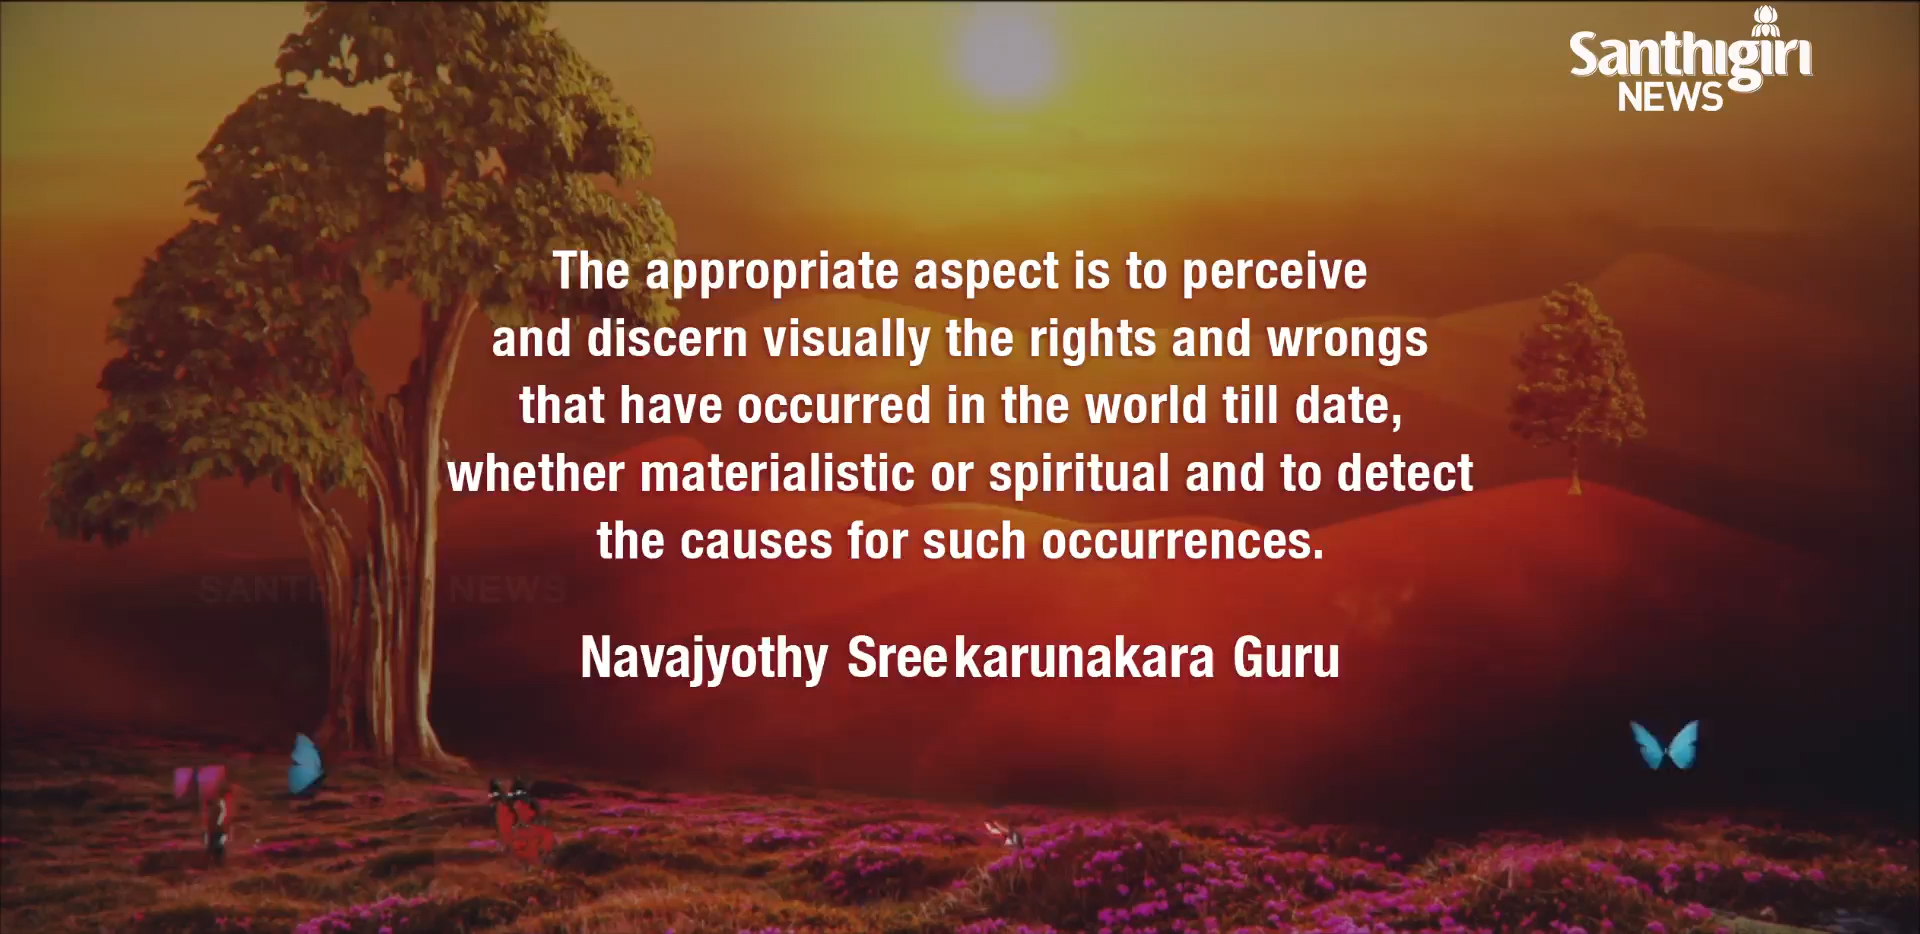 Santhigiri
NEWS
The appropriate aspect is to perceive
and discern visually the rights and wrongs
that have occurred in the world till date,
whether materialistic or spiritual and to detect
the causes for such occurrences.
SANTHIGIRI NEWS
Navajyothy Sreekarunakara Guru